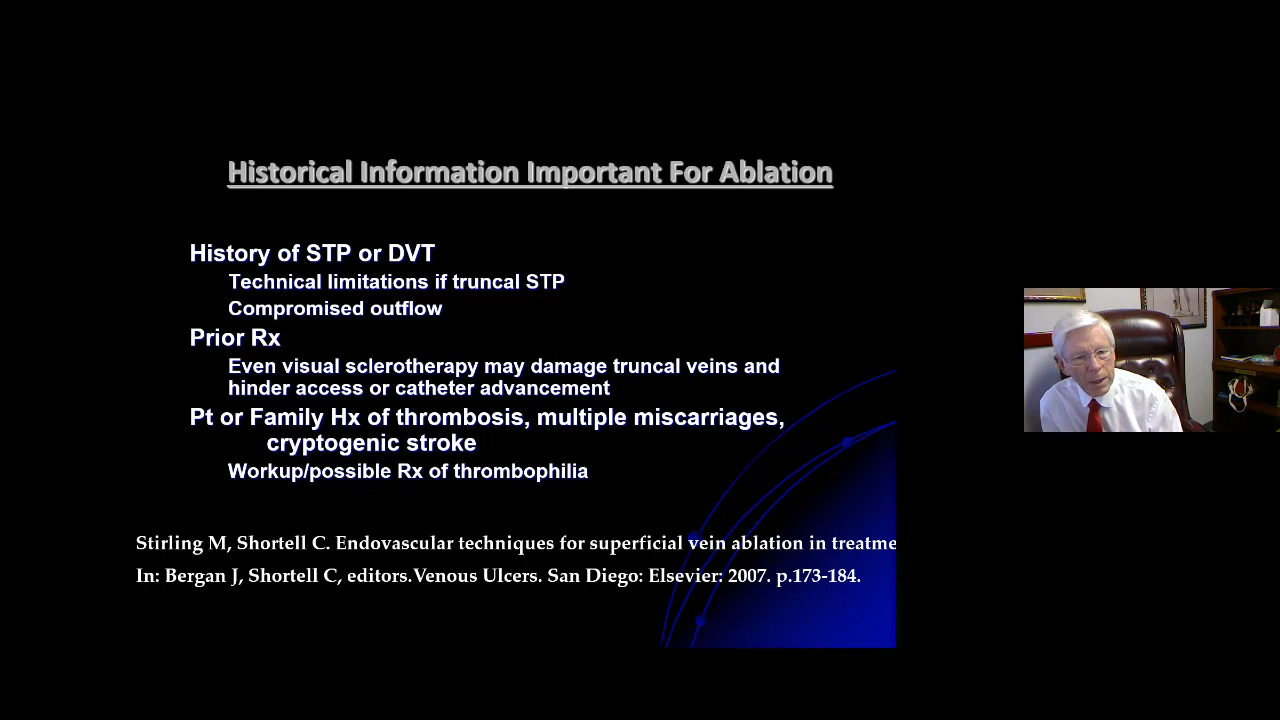 Historical Information Important For Ablation
History of STP or DVT
Technical limitations if truncal STP
Compromised outflow
Prior Rx
Even visual sclerotherapy may damage truncal veins and
hinder access or catheter advancement
Pt or Family Hx of thrombosis, multiple miscarriages,
cryptogenic stroke
Workup/possible Rx of thrombophilia
Stirling M, Shortell C. Endovascular techniques for superficial vein ablation in treatme
In: Bergan J, Shortell C, editors.Venous Ulcers. San Diego: Elsevier: 2007. p.173-184.